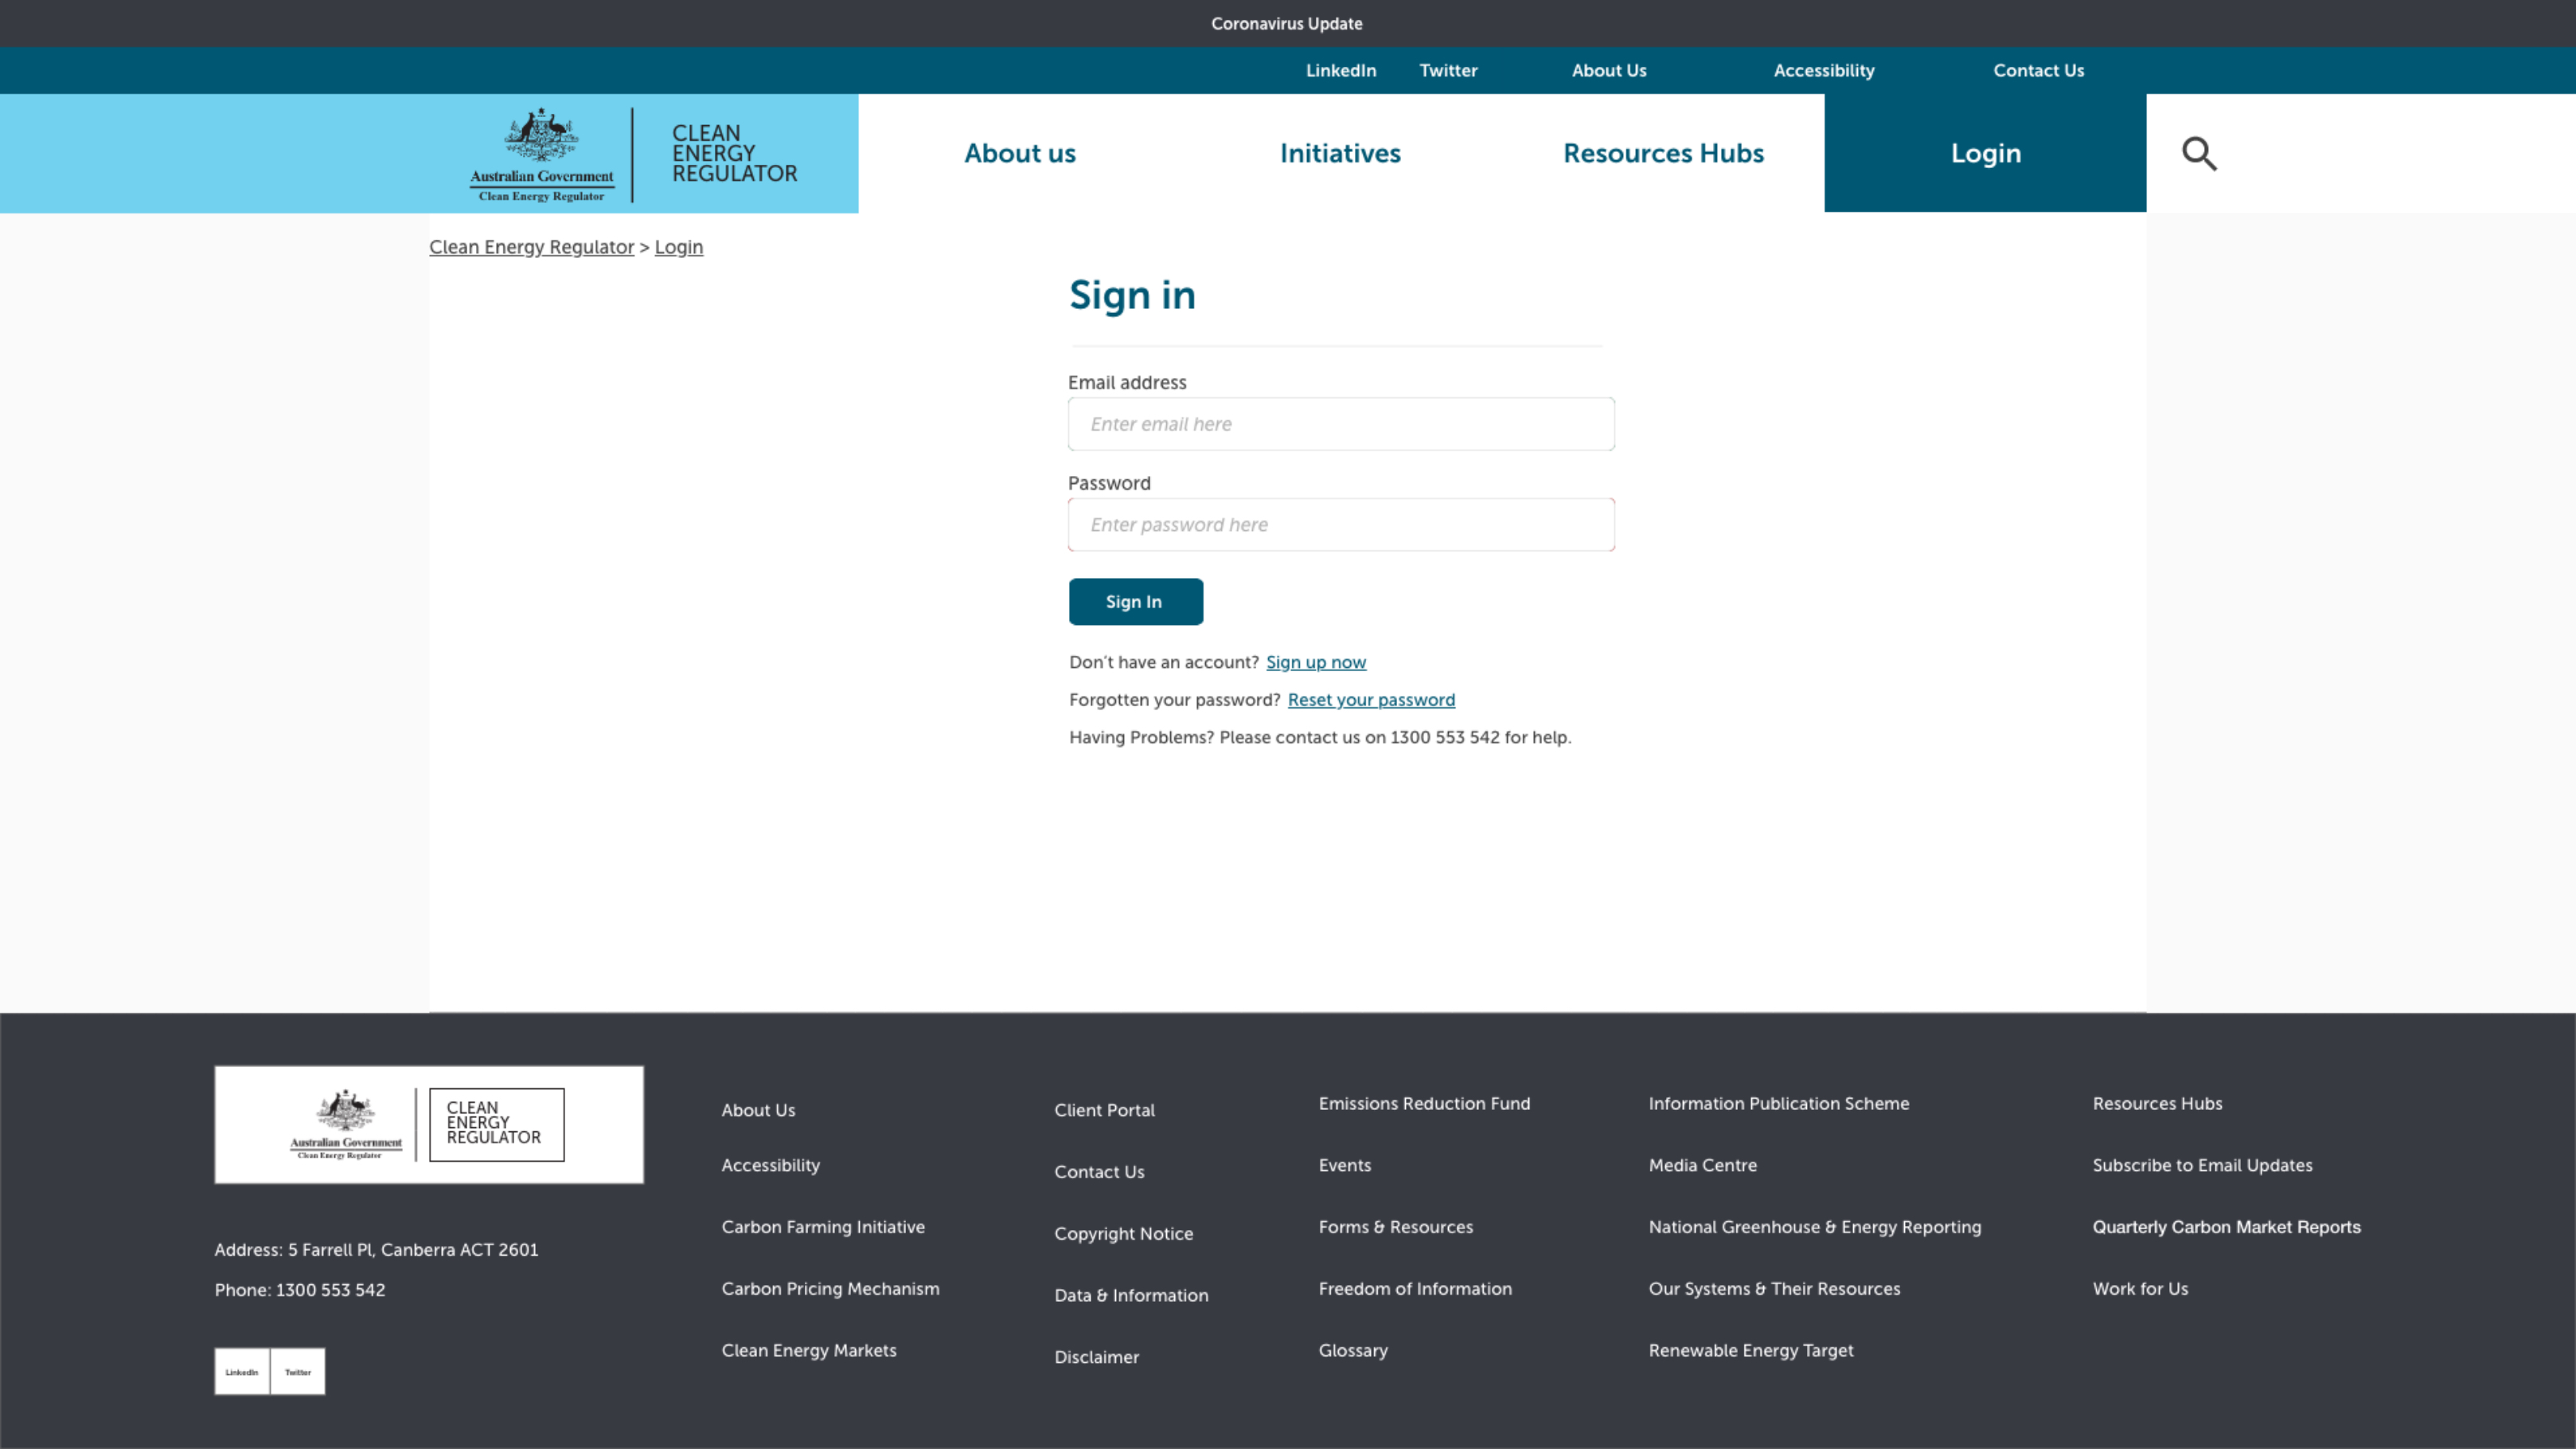 Coronavirus Update
LinkedIn Twitter About Us Accessibility Contact Us
Australian Government
Clean Energy Regulator
CLEAN
ENERGY
REGULATOR
About us Initiatives Resources Hubs Login
Clean Energy Regulator > Login
Sign in
Email address
Enter email here
Password
Enter password here
Sign In
Don't have an account? Sign up now
Forgotten your password? Reset your password
Having Problems? Please contact us on 1300 553 542 for help.
Australian Government
Clean Energy Regulator
CLEAN
ENERGY
REGULATOR
Address: 5 Farrell Pl, Canberra ACT 2601
Phone: 1300 553 542
LinkedIn Twitter
About Us
Accessibility
Carbon Farming Initiative
Carbon Pricing Mechanism
Clean Energy Markets
Client Portal
Contact Us
Copyright Notice
Data & Information
Disclaimer
Emissions Reduction Fund
Events
Forms & Resources
Freedom of Information
Glossary
Information Publication Scheme
Media Centre
National Greenhouse & Energy Reporting
Our Systems & Their Resources
Renewable Energy Target
Resources Hubs
Subscribe to Email Updates
Quarterly Carbon Market Reports
Work for Us